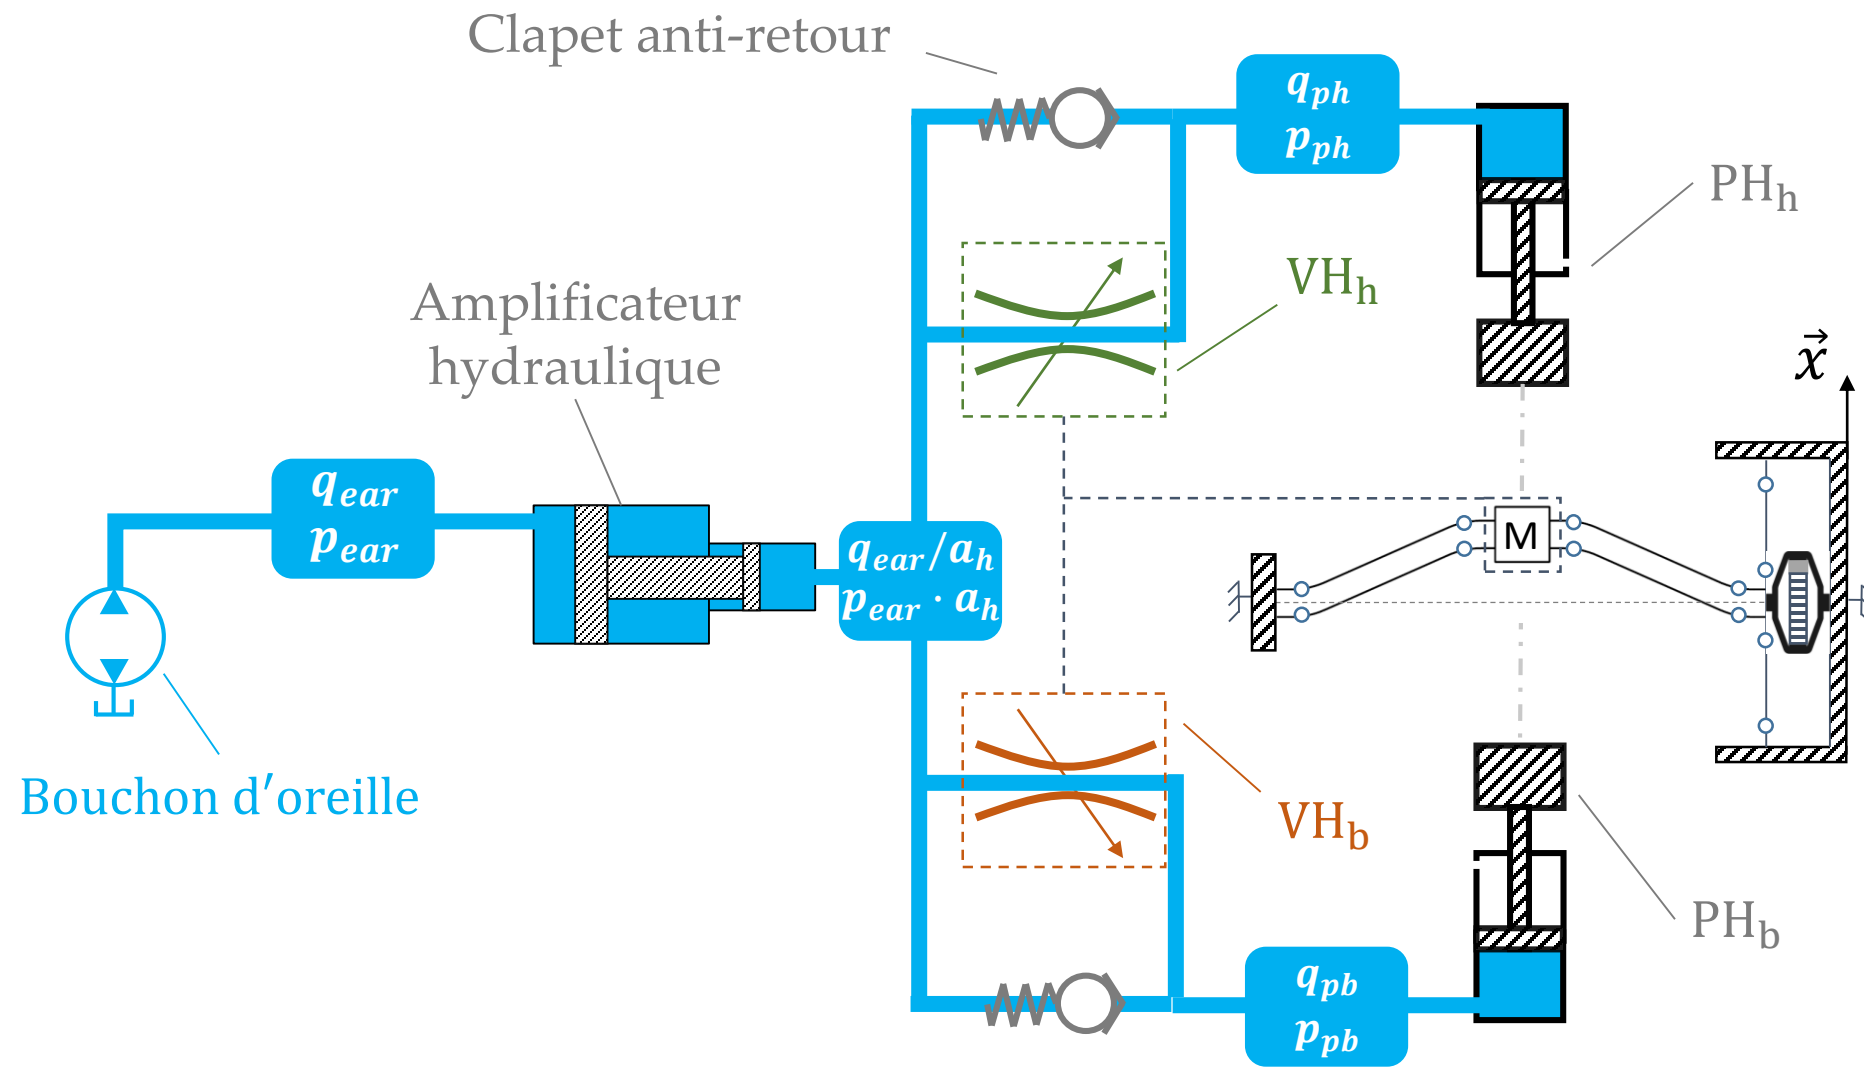 Clapet anti-retour
q_ph
p_ph
PH_h
VH_h
Amplificateur
hydraulique
x⃗
q_ear
p_ear
q_ear/a_h
p_ear · a_h
M
Bouchon d'oreille
VH_b
PH_b
q_pb
p_pb